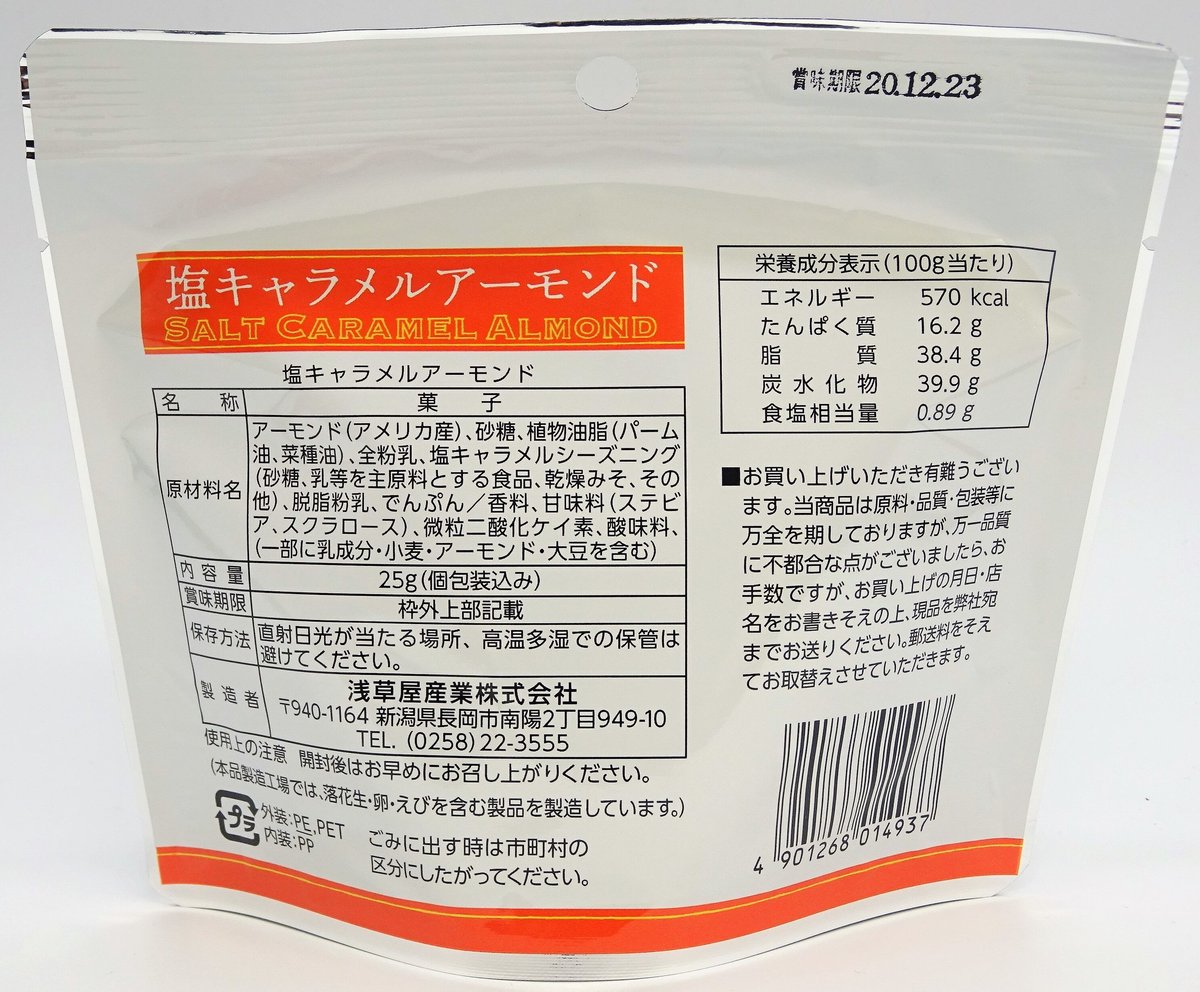 賞味期限 20.12.23
塩キャラメルアーモンド
SALT CARAMEL ALMOND
塩キャラメルアーモンド
名称 菓子
原材料名 アーモンド(アメリカ産)、砂糖、植物油脂(パーム
油、菜種油)、全粉乳、塩キャラメルシーズニング
(砂糖、乳等を主原料とする食品、乾燥みそ、その
他)、脱脂粉乳、でんぷん/香料、甘味料(ステビ
ア、スクラロース)、微粒二酸化ケイ素、酸味料、
(一部に乳成分・小麦・アーモンド・大豆を含む)
内容量 25g(個包装込み)
賞味期限 枠外上部記載
保存方法 直射日光が当たる場所、高温多湿での保管は
避けてください。
製造者 浅草屋産業株式会社
〒940-1164 新潟県長岡市南陽2丁目949-10
TEL. (0258)22-3555
使用上の注意 開封後はお早めにお召し上がりください。
(本品製造工場では、落花生・卵・えびを含む製品を製造しています。)
プラ
外装:PE,PET
内装:PP
ごみに出す時は市町村の
区分にしたがってください。
栄養成分表示(100g当たり)
エネルギー 570 kcal
たんぱく質 16.2 g
脂質 38.4 g
炭水化物 39.9 g
食塩相当量 0.89 g
■お買い上げいただき有難うござい
ます。当商品は原料・品質・包装等に
万全を期しておりますが、万一品質
に不都合な点がございましたら、お
手数ですが、お買い上げの月日・店
名をお書きそえの上、現品を弊社宛
までお送りください。郵送料をそえ
てお取替えさせていただきます。
4 901268 014937